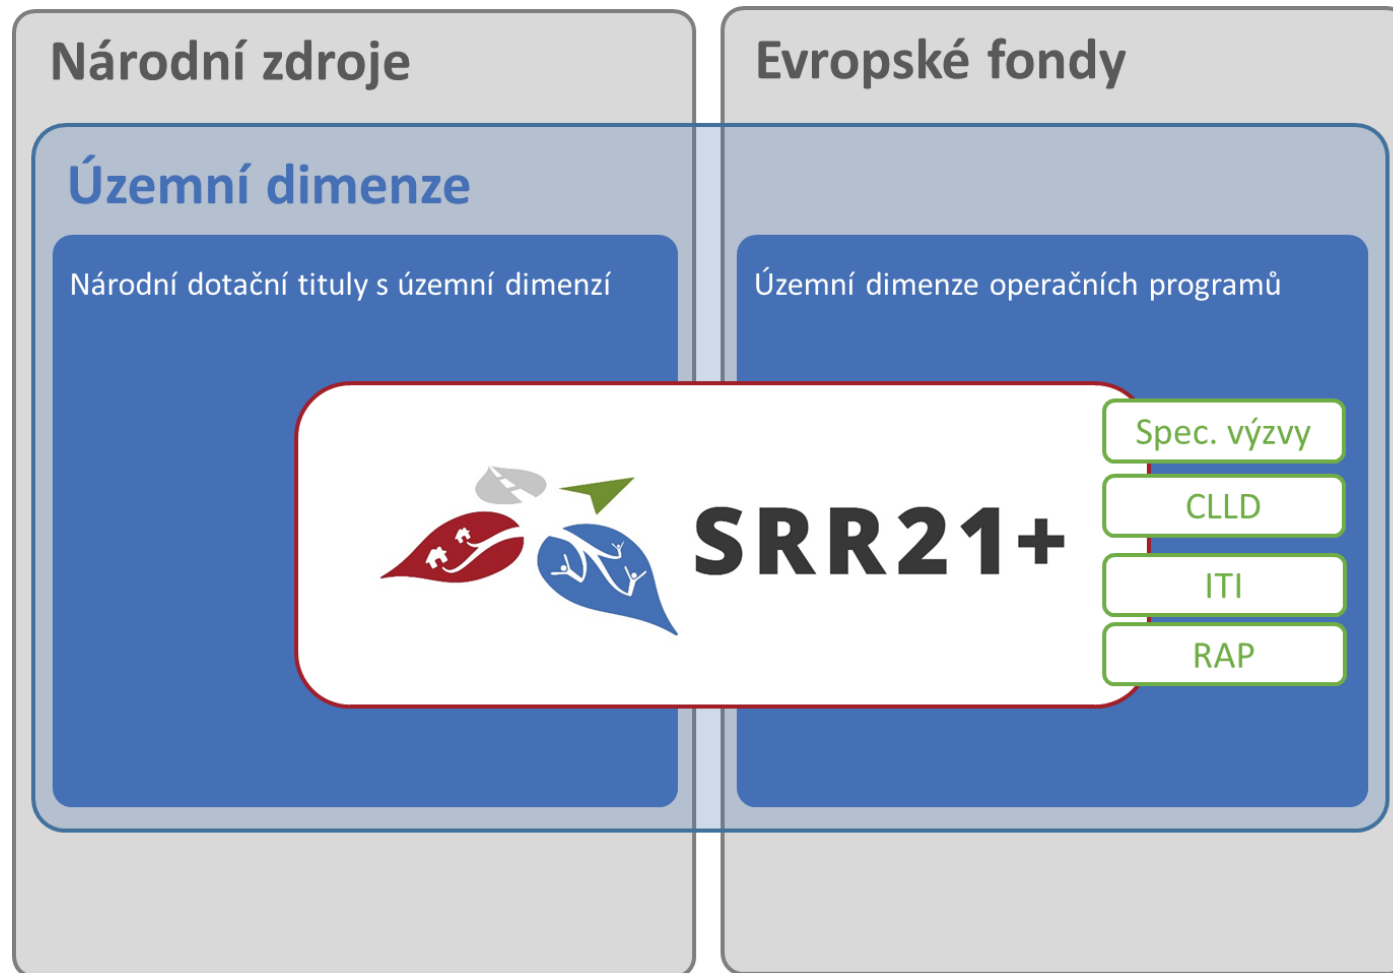 Národní zdroje
Evropské fondy
Územní dimenze
Národní dotační tituly s územní dimenzí
Územní dimenze operačních programů
SRR21+
Spec. výzvy
CLLD
ITI
RAP